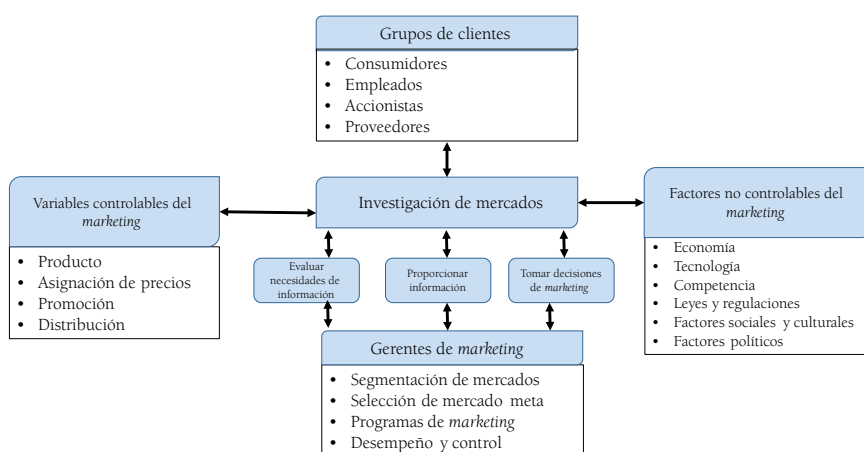 Grupos de clientes
• Consumidores
• Empleados
• Accionistas
• Proveedores
Variables controlables del
marketing
• Producto
• Asignación de precios
• Promoción
• Distribución
Investigación de mercados
Factores no controlables del
marketing
• Economía
• Tecnología
• Competencia
• Leyes y regulaciones
• Factores sociales y culturales
• Factores políticos
Evaluar
necesidades de
información
Proporcionar
información
Tomar decisiones
de marketing
Gerentes de marketing
• Segmentación de mercados
• Selección de mercado meta
• Programas de marketing
• Desempeño y control